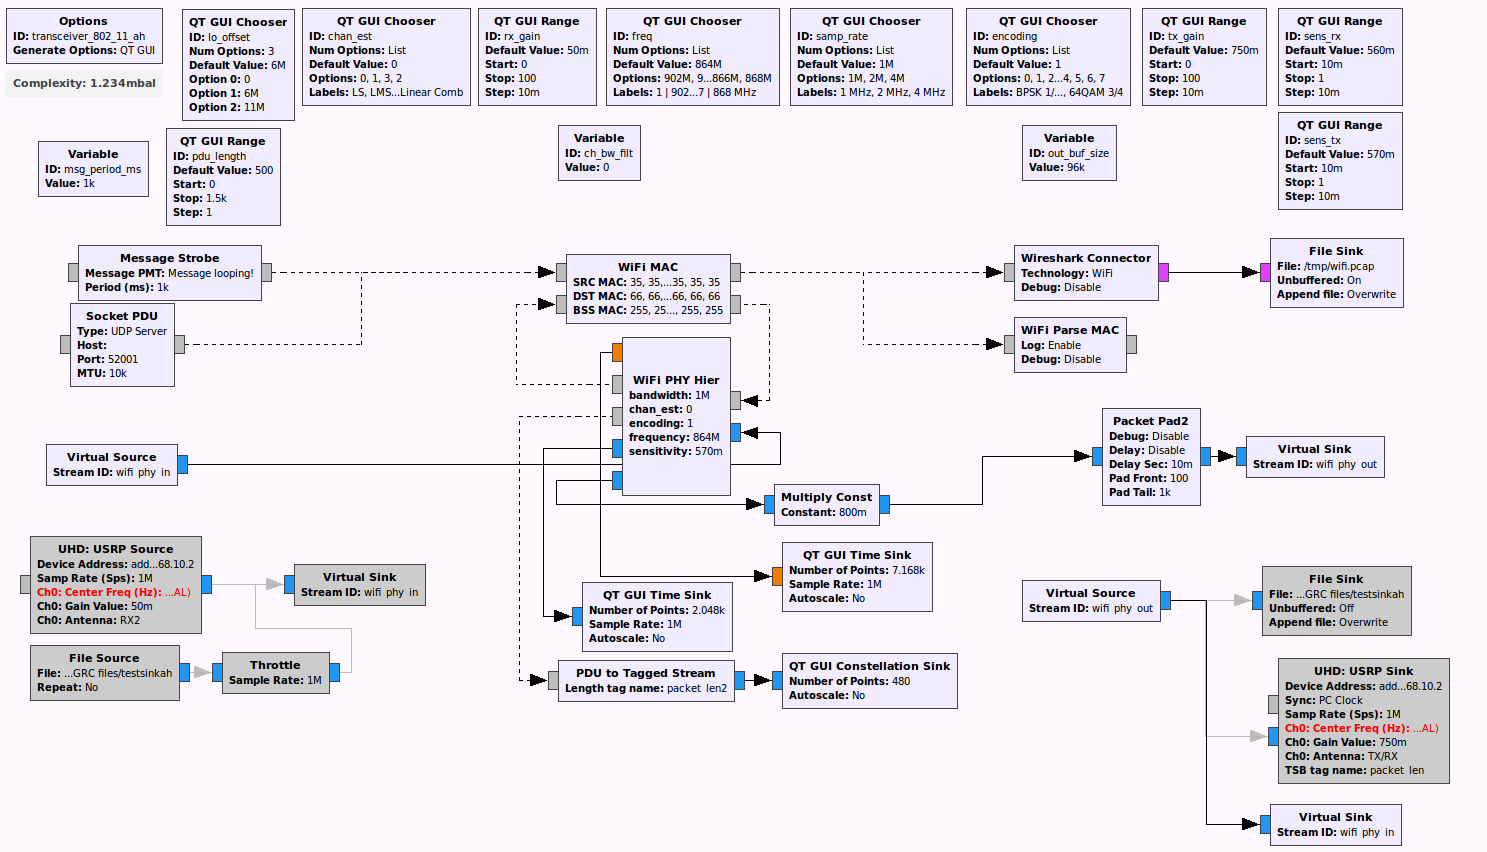 Options
ID: transceiver_802_11_ah
Generate Options: QT GUI
Complexity: 1.234mbal
QT GUI Chooser
ID: lo_offset
Num Options: 3
Default Value: 6M
Option 0: 0
Option 1: 6M
Option 2: 11M
QT GUI Chooser
ID: chan_est
Num Options: List
Default Value: 0
Options: 0, 1, 3, 2
Labels: LS, LMS...Linear Comb
QT GUI Range
ID: rx_gain
Default Value: 50m
Start: 0
Stop: 100
Step: 10m
QT GUI Chooser
ID: freq
Num Options: List
Default Value: 864M
Options: 902M, 9...866M, 868M
Labels: 1 | 902...7 | 868 MHz
QT GUI Chooser
ID: samp_rate
Num Options: List
Default Value: 1M
Options: 1M, 2M, 4M
Labels: 1 MHz, 2 MHz, 4 MHz
QT GUI Chooser
ID: encoding
Num Options: List
Default Value: 1
Options: 0, 1, 2...4, 5, 6, 7
Labels: BPSK 1/..., 64QAM 3/4
QT GUI Range
ID: tx_gain
Default Value: 750m
Start: 0
Stop: 100
Step: 10m
QT GUI Range
ID: sens_rx
Default Value: 560m
Start: 10m
Stop: 1
Step: 10m
Variable
ID: msg_period_ms
Value: 1k
QT GUI Range
ID: pdu_length
Default Value: 500
Start: 0
Stop: 1.5k
Step: 1
Variable
ID: ch_bw_filt
Value: 0
Variable
ID: out_buf_size
Value: 96k
QT GUI Range
ID: sens_tx
Default Value: 570m
Start: 10m
Stop: 1
Step: 10m
Message Strobe
Message PMT: Message looping!
Period (ms): 1k
Socket PDU
Type: UDP Server
Host:
Port: 52001
MTU: 10k
WiFi MAC
SRC MAC: 35, 35,...35, 35, 35
DST MAC: 66, 66,...66, 66, 66
BSS MAC: 255, 25..., 255, 255
Wireshark Connector
Technology: WiFi
Debug: Disable
File Sink
File: /tmp/wifi.pcap
Unbuffered: On
Append file: Overwrite
WiFi Parse MAC
Log: Enable
Debug: Disable
WiFi PHY Hier
bandwidth: 1M
chan_est: 0
encoding: 1
frequency: 864M
sensitivity: 570m
Virtual Source
Stream ID: wifi_phy_in
Packet Pad2
Debug: Disable
Delay: Disable
Delay Sec: 10m
Pad Front: 100
Pad Tail: 1k
Virtual Sink
Stream ID: wifi_phy_out
Multiply Const
Constant: 800m
UHD: USRP Source
Device Address: add...68.10.2
Samp Rate (Sps): 1M
Ch0: Center Freq (Hz): ...AL)
Ch0: Gain Value: 50m
Ch0: Antenna: RX2
Virtual Sink
Stream ID: wifi_phy_in
QT GUI Time Sink
Number of Points: 7.168k
Sample Rate: 1M
Autoscale: No
QT GUI Time Sink
Number of Points: 2.048k
Sample Rate: 1M
Autoscale: No
Virtual Source
Stream ID: wifi_phy_out
File Sink
File: ...GRC files/testsinkah
Unbuffered: Off
Append file: Overwrite
File Source
File: ...GRC files/testsinkah
Repeat: No
Throttle
Sample Rate: 1M
PDU to Tagged Stream
Length tag name: packet_len2
QT GUI Constellation Sink
Number of Points: 480
Autoscale: No
UHD: USRP Sink
Device Address: add...68.10.2
Sync: PC Clock
Samp Rate (Sps): 1M
Ch0: Center Freq (Hz): ...AL)
Ch0: Gain Value: 750m
Ch0: Antenna: TX/RX
TSB tag name: packet_len
Virtual Sink
Stream ID: wifi_phy_in